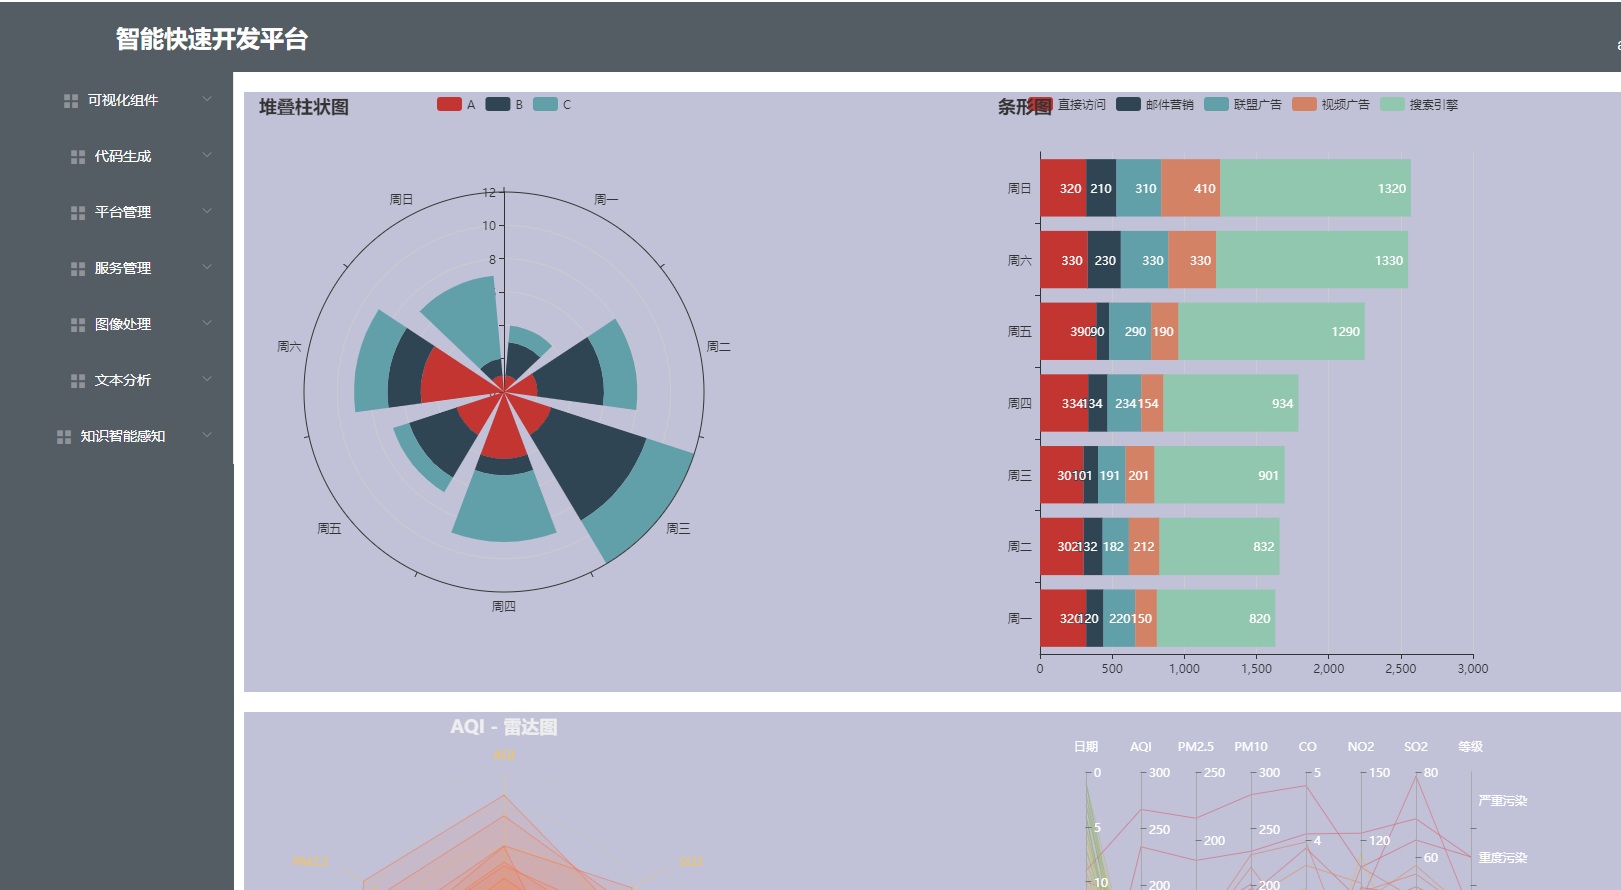 智能快速开发平台
a
可视化组件
代码生成
平台管理
服务管理
图像处理
文本分析
知识智能感知
堆叠柱状图
A B C
12
10
8
周日
周一
周二
周三
周四
周五
周六
条形图
直接访问 邮件营销 联盟广告 视频广告 搜索引擎
周日 320 210 310 410 1320
周六 330 230 330 330 1330
周五 390 90 290 190 1290
周四 334 134 234 154 934
周三 301 101 191 201 901
周二 302 132 182 212 832
周一 320 120 220 150 820
0 500 1,000 1,500 2,000 2,500 3,000
AQI - 雷达图
AQI
PM2.5
日期 AQI PM2.5 PM10 CO NO2 SO2 等级
0 300 250 300 5 150 80
严重污染
5 250 200 250 4 120 60
重度污染
10 200 200